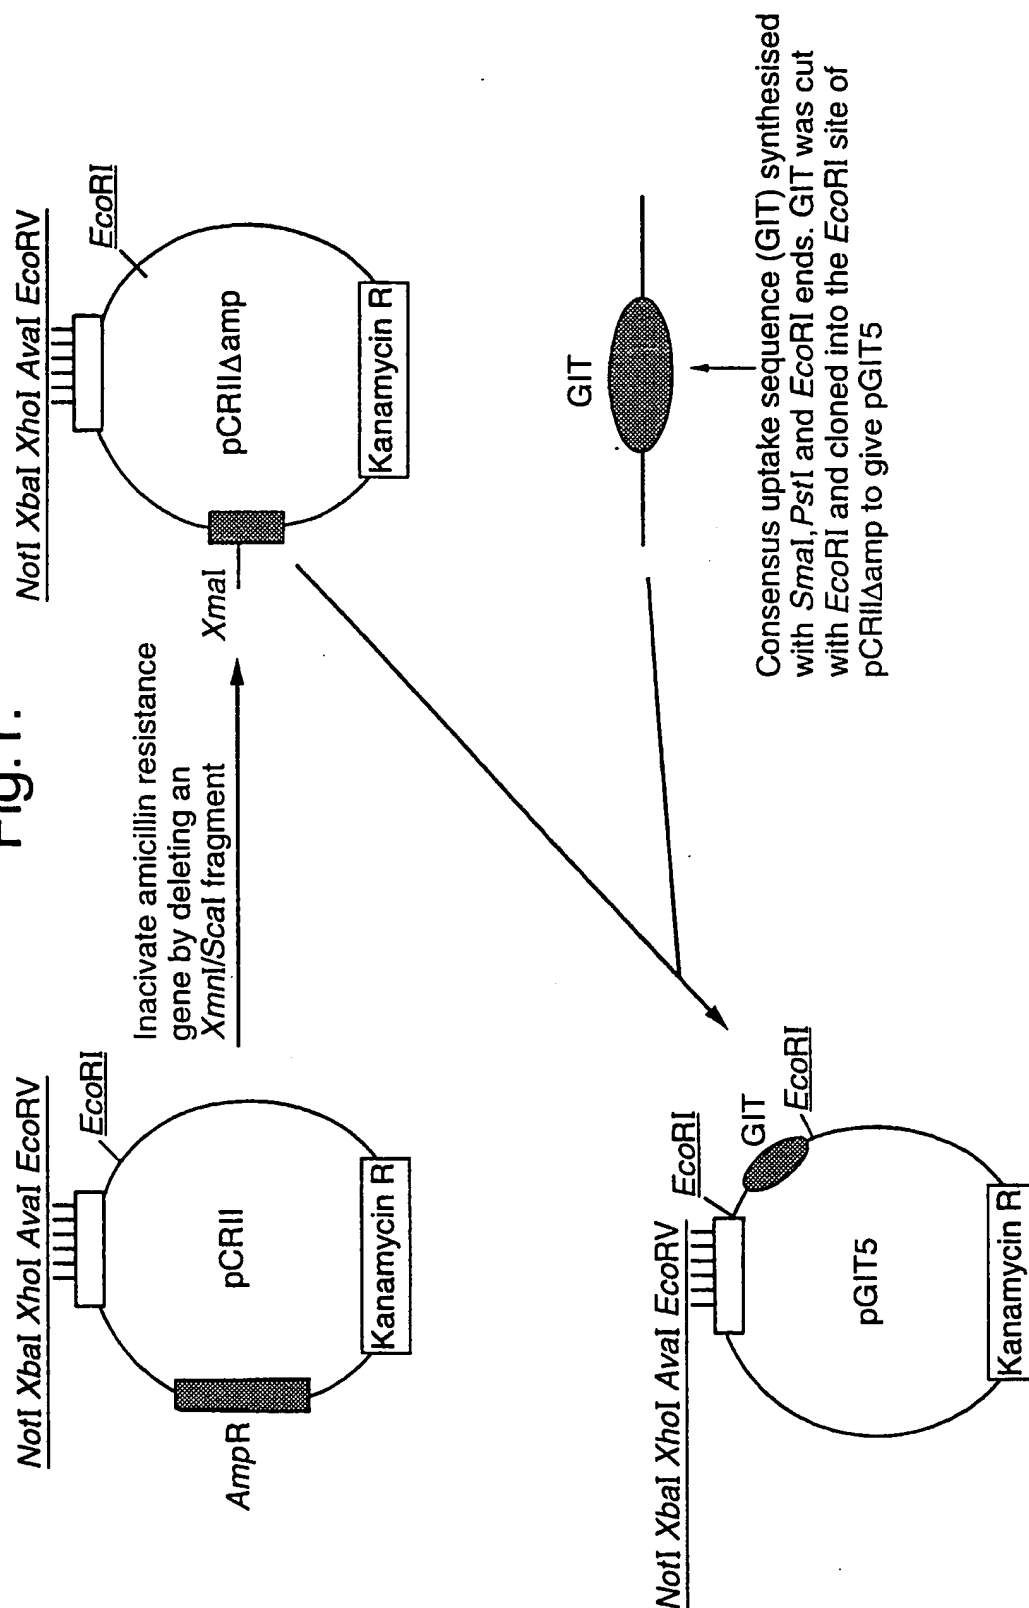 Fig.1.
NotI XbaI XhoI AvaI EcoRV
EcoRI
AmpR
pCRII
Kanamycin R
Inacivate amicillin resistance
gene by deleting an
XmnI/ScaI fragment
NotI XbaI XhoI AvaI EcoRV
EcoRI
XmaI
pCRIIΔamp
Kanamycin R
GIT
Consensus uptake sequence (GIT) synthesised
with SmaI, PstI and EcoRI ends. GIT was cut
with EcoRI and cloned into the EcoRI site of
pCRIIΔamp to give pGIT5
NotI XbaI XhoI AvaI EcoRV
EcoRI
GIT
EcoRI
pGIT5
Kanamycin R